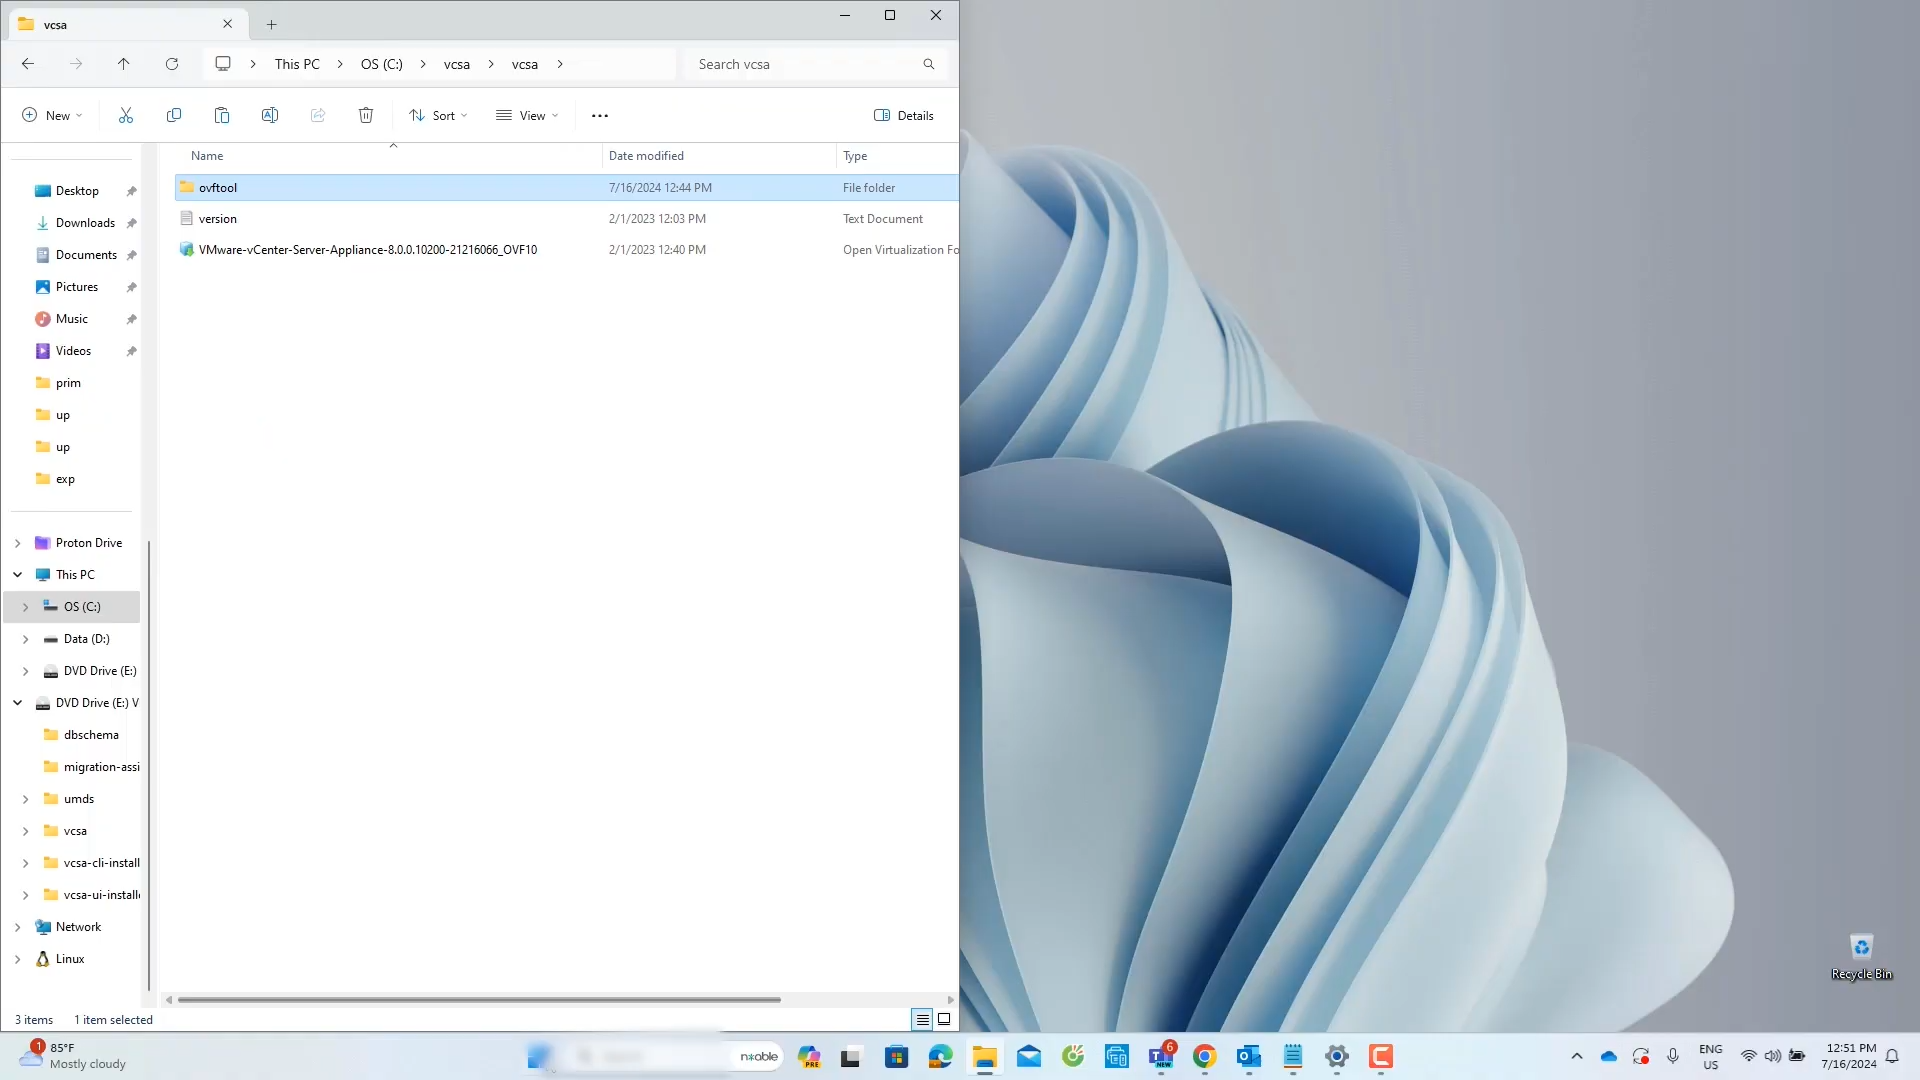 vcsa
This PC
OS (C:)
vcsa
vcsa
Search vcsa
New
Sort
View
Details
Name
Date modified
Type
ovftool
7/16/2024 12:44 PM
File folder
version
2/1/2023 12:03 PM
Text Document
VMware-vCenter-Server-Appliance-8.0.0.10200-21216066_OVF10
2/1/2023 12:40 PM
Open Virtualization Fo
Desktop
Downloads
Documents
Pictures
Music
Videos
prim
up
up
exp
Proton Drive
This PC
OS (C:)
Data (D:)
DVD Drive (E:)
DVD Drive (E:) V
dbschema
migration-assi
umds
vcsa
vcsa-cli-install
vcsa-ui-installe
Network
Linux
3 items
1 item selected
Recycle Bin
1
85°F
Mostly cloudy
n×able
PRE
6
NEW
ENG
US
12:51 PM
7/16/2024